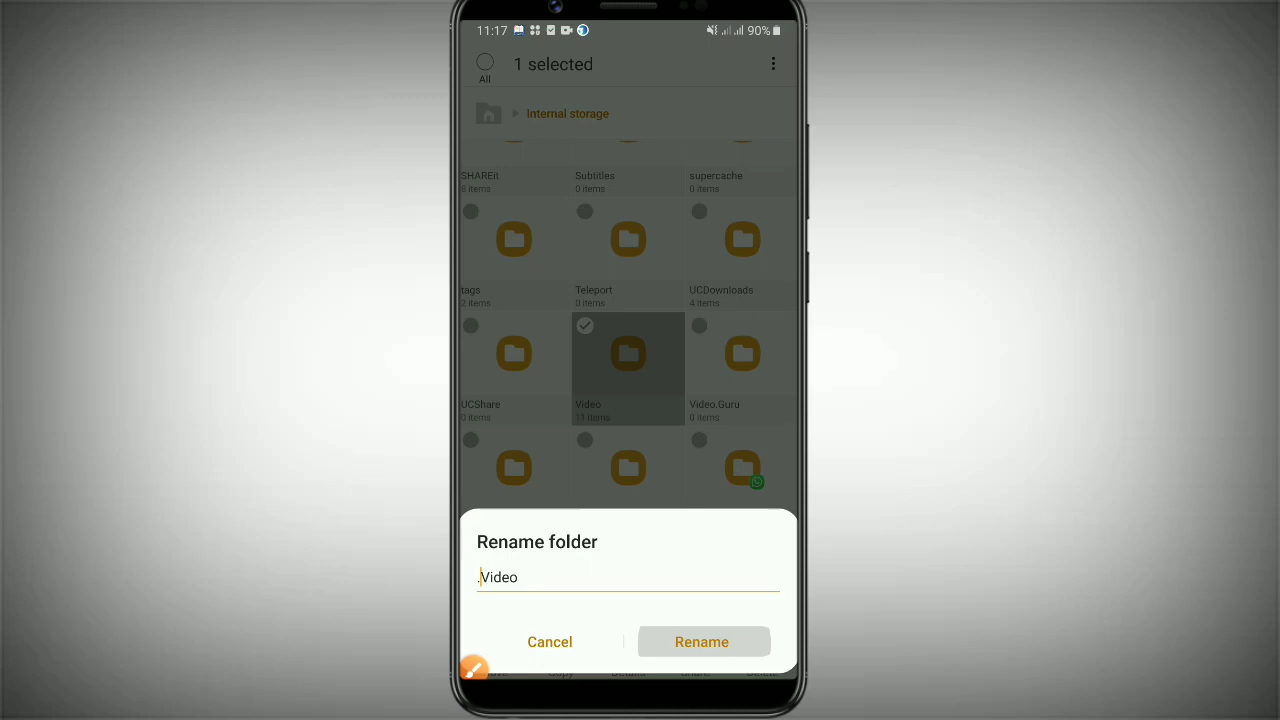 11:17 90%
1 selected
All
Internal storage
SHAREit Subtitles supercache
8 items 0 items 0 items
tags Teleport UCDownloads
2 items 0 items 4 items
UCShare Video Video.Guru
0 items 11 items 0 items
Rename folder
.Video
Cancel Rename
Copy Details